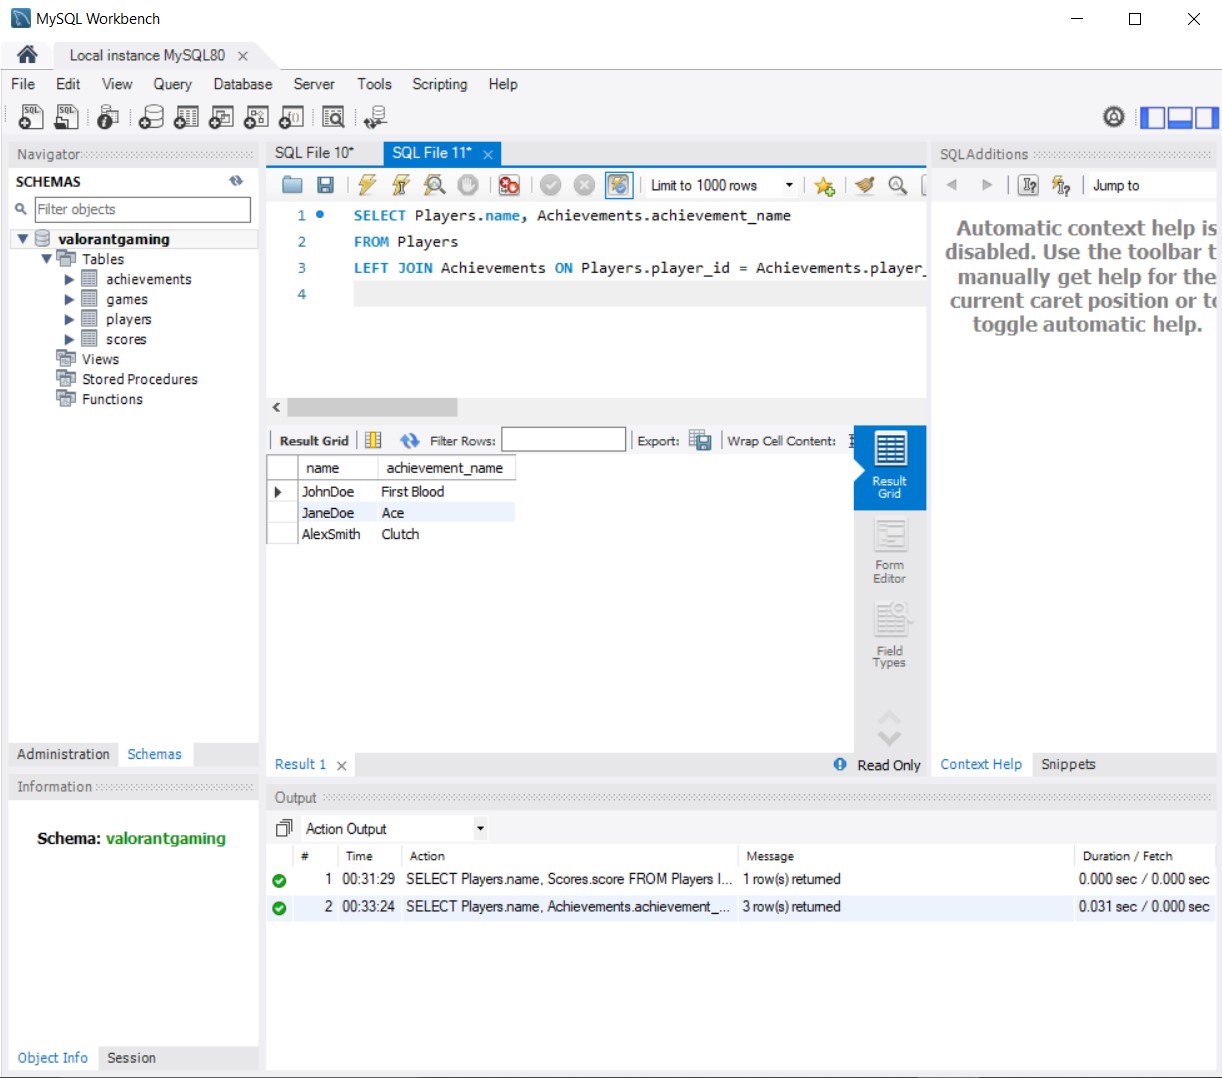 MySQL Workbench
Local instance MySQL80
File Edit View Query Database Server Tools Scripting Help
SQL SQL
Navigator
SCHEMAS
Filter objects
valorantgaming
Tables
achievements
games
players
scores
Views
Stored Procedures
Functions
Administration Schemas
Information
Schema: valorantgaming
Object Info Session
SQL File 10* SQL File 11*
Limit to 1000 rows
1 SELECT Players.name, Achievements.achievement_name
2 FROM Players
3 LEFT JOIN Achievements ON Players.player_id = Achievements.player_
4
Result Grid Filter Rows: Export: Wrap Cell Content:
name achievement_name
JohnDoe First Blood
JaneDoe Ace
AlexSmith Clutch
Result
Grid
Form
Editor
Field
Types
Result 1 Read Only
SQLAdditions
Jump to
Automatic context help is
disabled. Use the toolbar t
manually get help for the
current caret position or to
toggle automatic help.
Context Help Snippets
Output
Action Output
# Time Action Message Duration / Fetch
1 00:31:29 SELECT Players.name, Scores.score FROM Players I... 1 row(s) returned 0.000 sec / 0.000 sec
2 00:33:24 SELECT Players.name, Achievements.achievement_... 3 row(s) returned 0.031 sec / 0.000 sec